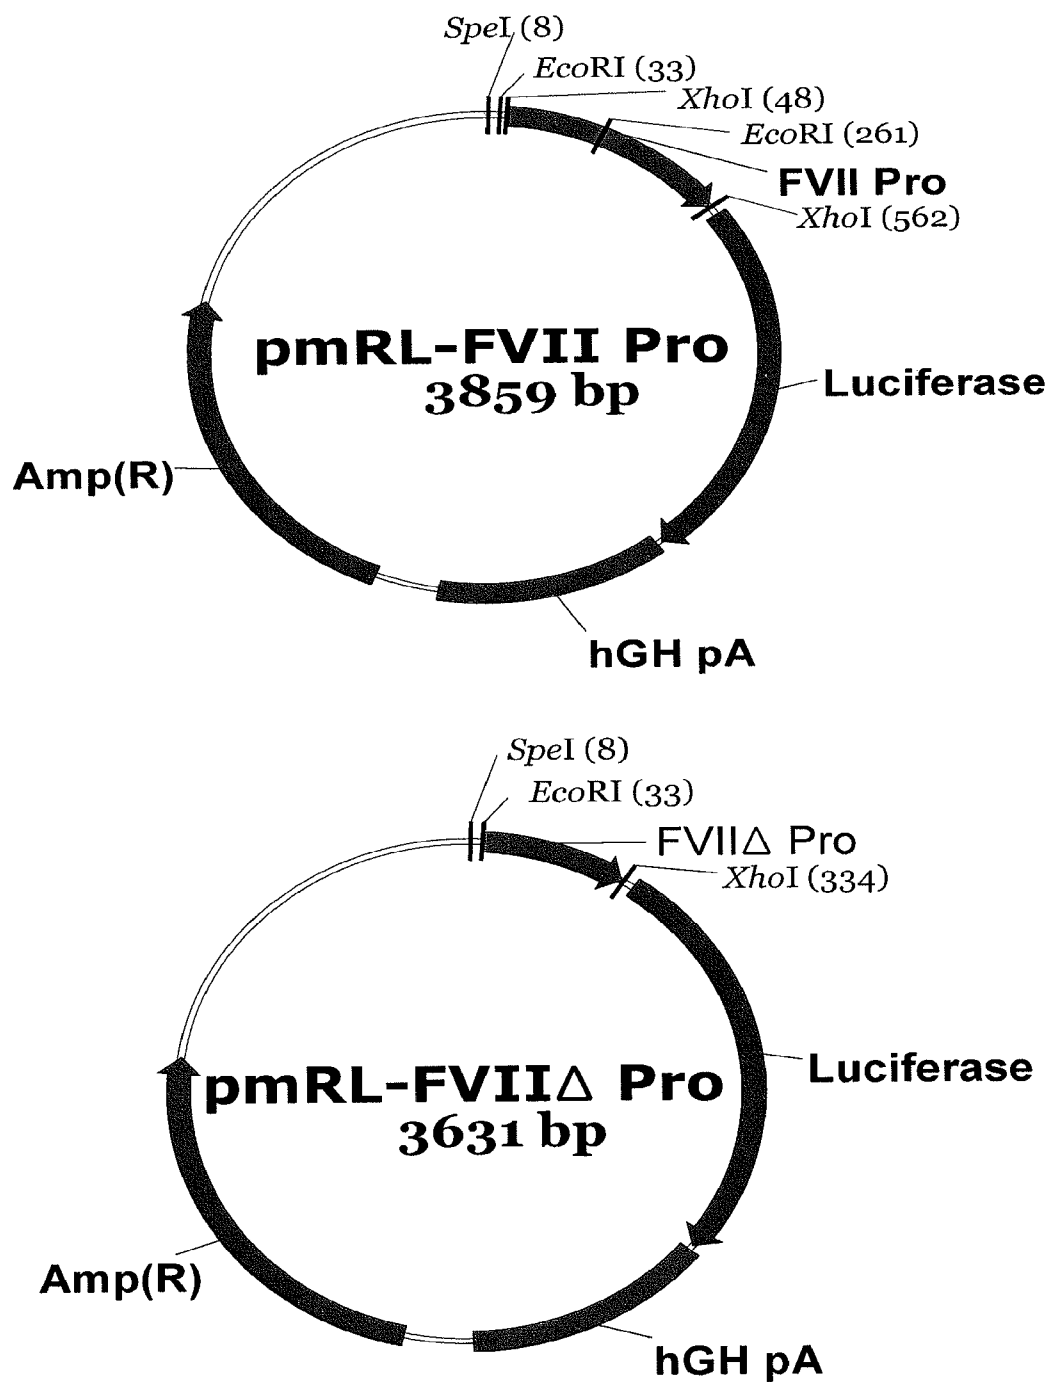 SpeI (8)
EcoRI (33)
XhoI (48)
EcoRI (261)
FVII Pro
XhoI (562)
pmRL-FVII Pro
3859 bp
Luciferase
Amp(R)
hGH pA
SpeI (8)
EcoRI (33)
FVIIΔ Pro
XhoI (334)
Luciferase
pmRL-FVIIΔ Pro
3631 bp
Amp(R)
hGH pA